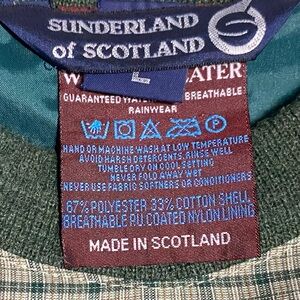 SUNDERLAND
of SCOTLAND
L
ATER
GUARANTEED BREATHABLE
RAINWEAR
HAND OR MACHINE WASH AT LOW TEMPERATURE
AVOID HARSH DETERGENTS, RINSE WELL
TUMBLE DRY ON COOL SETTING
NEVER FOLD AWAY WET
NEVER USE FABRIC SOFTNERS OR CONDITIONERS
67% POLYESTER 33% COTTON SHELL
BREATHABLE P.U. COATED NYLON LINING
MADE IN SCOTLAND